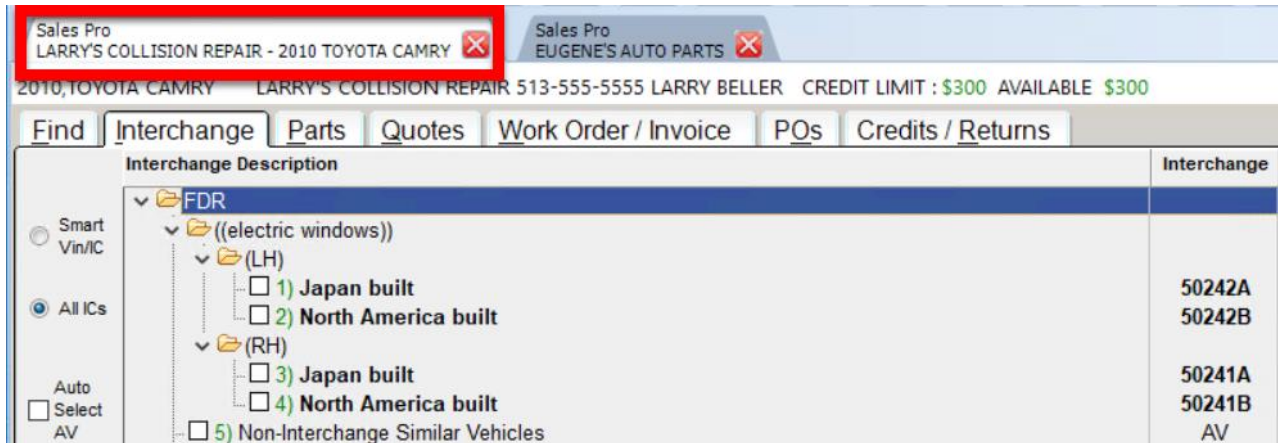 Sales Pro
LARRY'S COLLISION REPAIR - 2010 TOYOTA CAMRY
Sales Pro
EUGENE'S AUTO PARTS
2010,TOYOTA CAMRY LARRY'S COLLISION REPAIR 513-555-5555 LARRY BELLER CREDIT LIMIT : $300 AVAILABLE $300
Find Interchange Parts Quotes Work Order / Invoice POs Credits / Returns
Interchange Description Interchange
FDR
Smart
Vin/IC
((electric windows))
(LH)
1) Japan built 50242A
All ICs
2) North America built 50242B
(RH)
3) Japan built 50241A
Auto
Select
AV
4) North America built 50241B
5) Non-Interchange Similar Vehicles AV